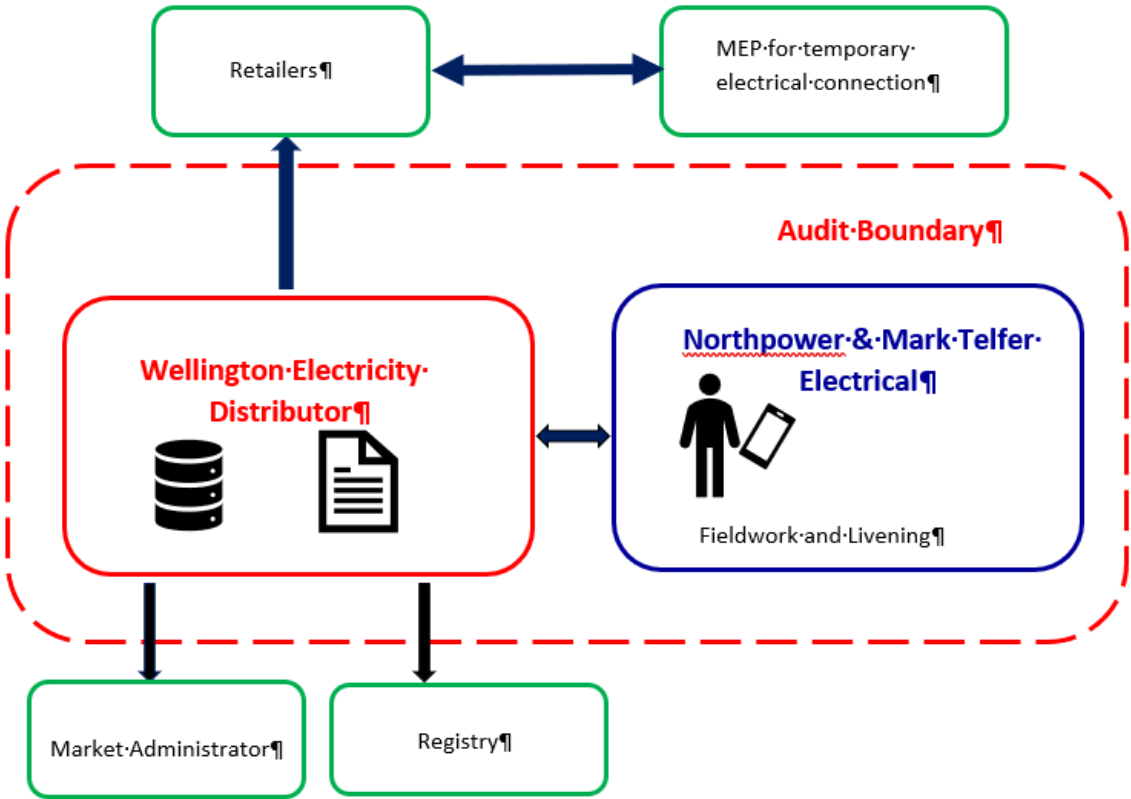 Retailers¶
MEP·for·temporary·
electrical·connection¶
Audit·Boundary¶
Wellington·Electricity·
Distributor¶
Northpower·&·Mark·Telfer·
Electrical¶
Fieldwork·and·Livening¶
Market·Administrator¶
Registry¶